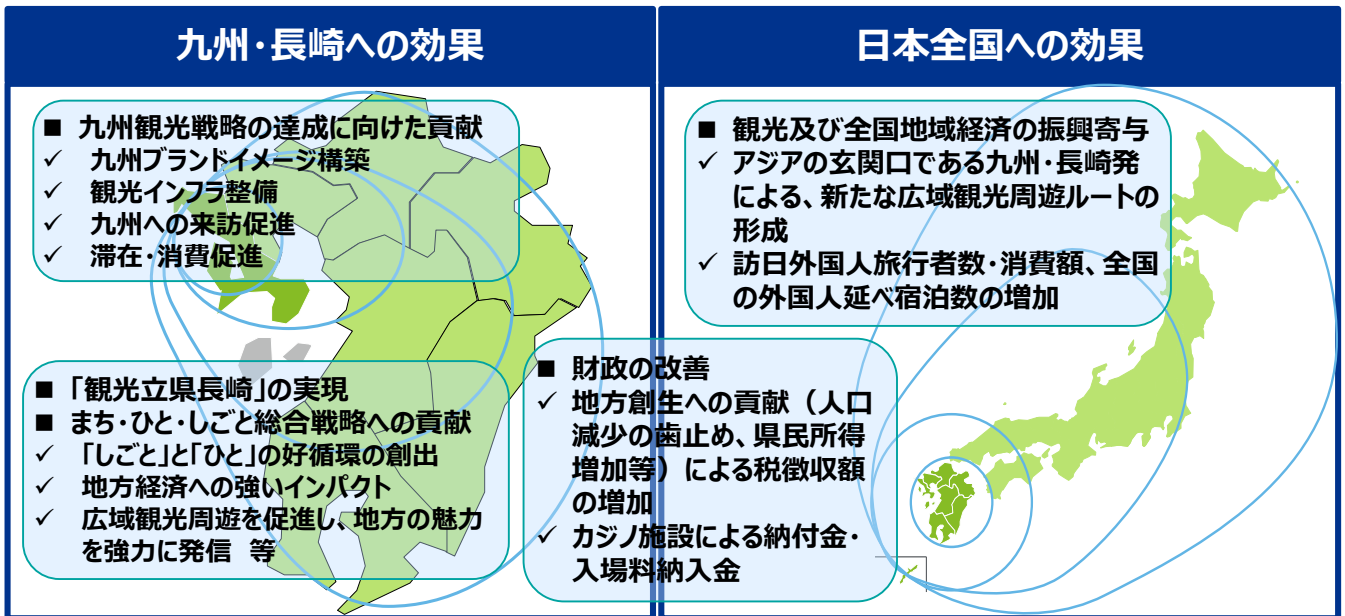 九州・長崎への効果
■ 九州観光戦略の達成に向けた貢献
✓ 九州ブランドイメージ構築
✓ 観光インフラ整備
✓ 九州への来訪促進
✓ 滞在・消費促進
■ 「観光立県長崎」の実現
■ まち・ひと・しごと総合戦略への貢献
✓ 「しごと」と「ひと」の好循環の創出
✓ 地方経済への強いインパクト
✓ 広域観光周遊を促進し、地方の魅力
を強力に発信 等
日本全国への効果
■ 観光及び全国地域経済の振興寄与
✓ アジアの玄関口である九州・長崎発
による、新たな広域観光周遊ルートの
形成
✓ 訪日外国人旅行者数・消費額、全国
の外国人延べ宿泊数の増加
■ 財政の改善
✓ 地方創生への貢献（人口
減少の歯止め、県民所得
増加等）による税徴収額
の増加
✓ カジノ施設による納付金・
入場料納入金